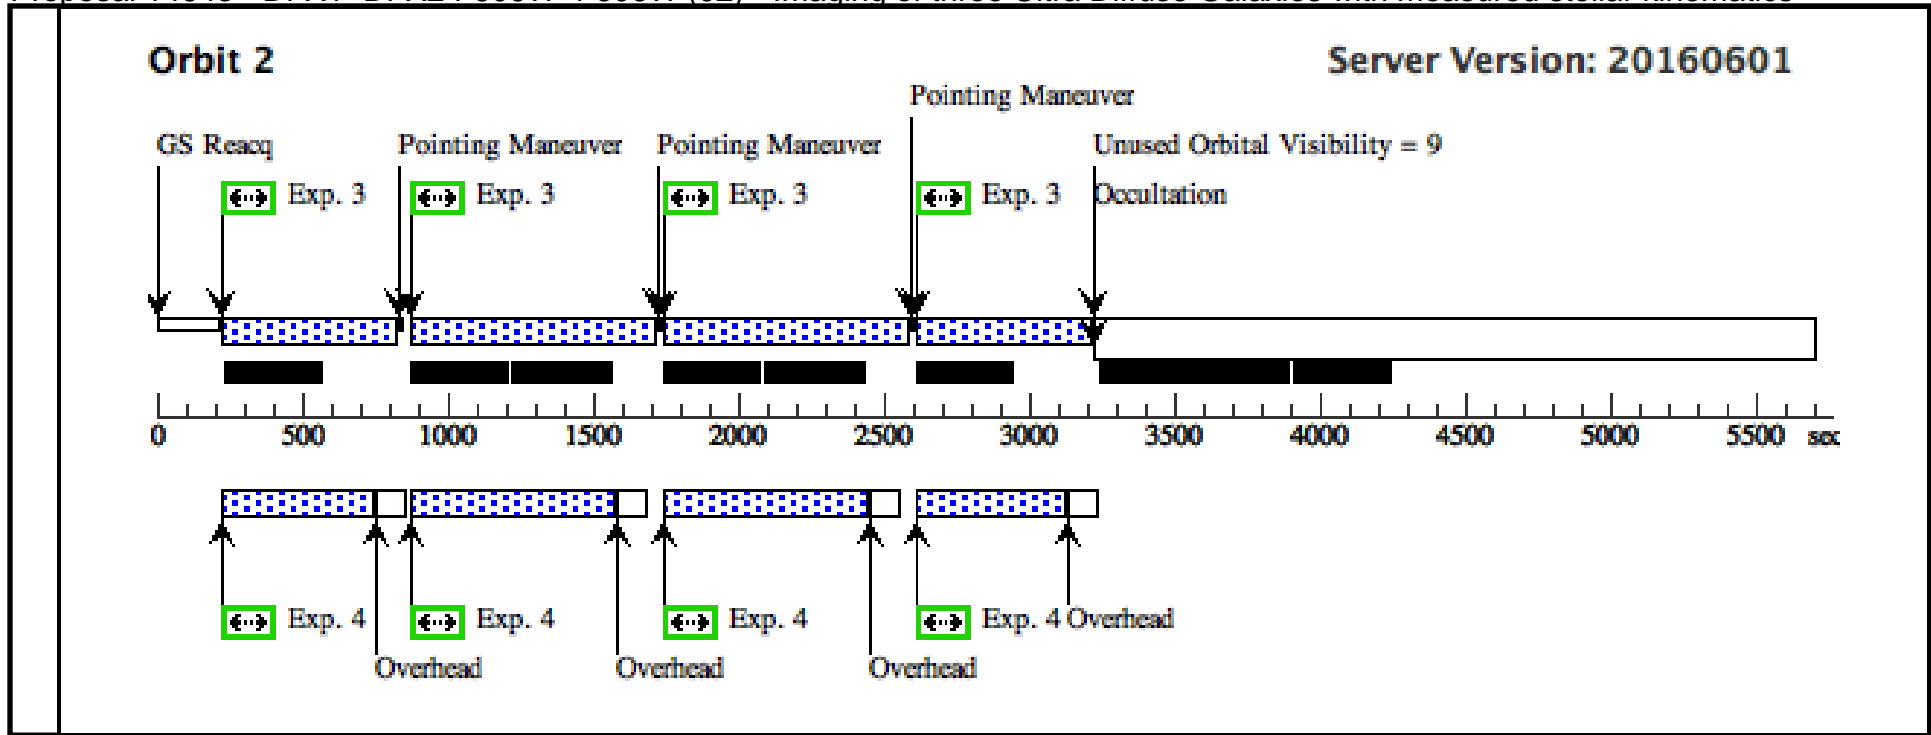 Orbit 2
Server Version: 20160601
Pointing Maneuver
GS Reacq
Pointing Maneuver
Pointing Maneuver
Unused Orbital Visibility = 9
Exp. 3
Exp. 3
Exp. 3
Exp. 3
Occultation
0
500
1000
1500
2000
2500
3000
3500
4000
4500
5000
5500
sec
Exp. 4
Exp. 4
Exp. 4
Exp. 4
Overhead
Overhead
Overhead
Overhead